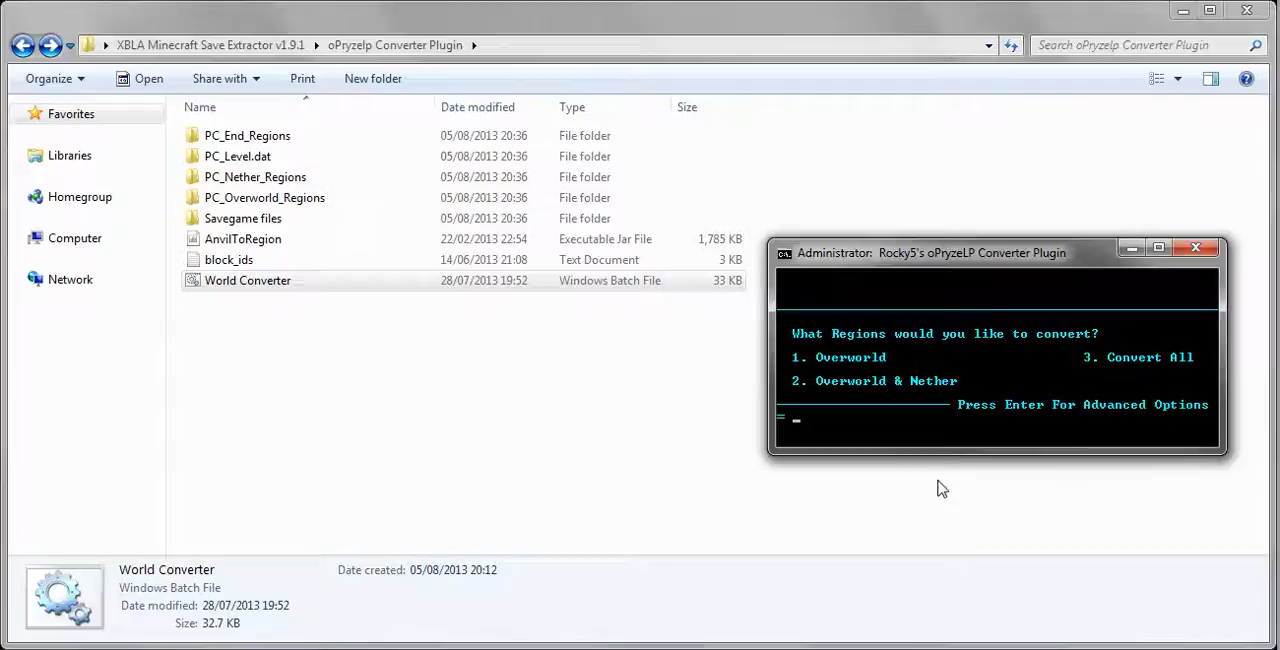 XBLA Minecraft Save Extractor v1.9.1 oPryzelp Converter Plugin
Search oPryzelp Converter Plugin
Organize Open Share with Print New folder
Favorites
Libraries
Homegroup
Computer
Network
Name Date modified Type Size
PC_End_Regions 05/08/2013 20:36 File folder
PC_Level.dat 05/08/2013 20:36 File folder
PC_Nether_Regions 05/08/2013 20:36 File folder
PC_Overworld_Regions 05/08/2013 20:36 File folder
Savegame files 05/08/2013 20:36 File folder
AnvilToRegion 22/02/2013 22:54 Executable Jar File 1,785 KB
block_ids 14/06/2013 21:08 Text Document 3 KB
World Converter 28/07/2013 19:52 Windows Batch File 33 KB
Administrator: Rocky5's oPryzeLP Converter Plugin
What Regions would you like to convert?
1. Overworld 3. Convert All
2. Overworld & Nether
Press Enter For Advanced Options
= _
World Converter Date created: 05/08/2013 20:12
Windows Batch File
Date modified: 28/07/2013 19:52
Size: 32.7 KB